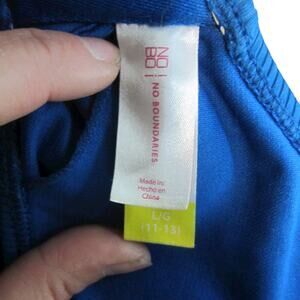 NO
BO
NO BOUNDARIES
Made in:
Hecho en
China
L/G
(11-13)